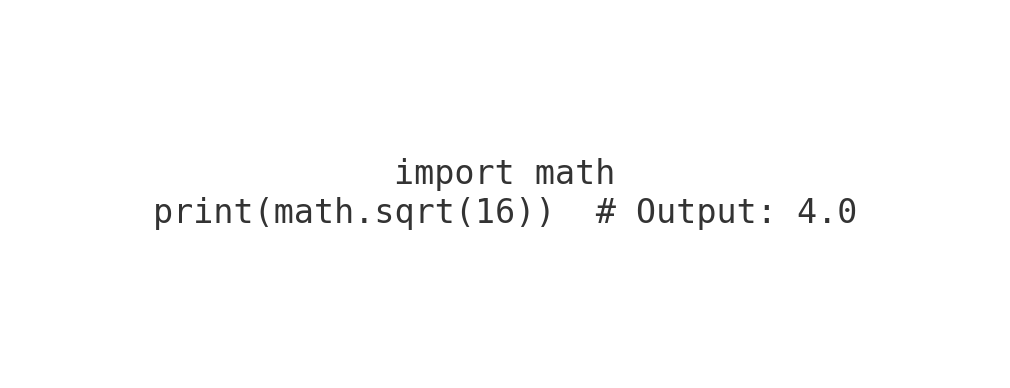 import math
print(math.sqrt(16))  # Output: 4.0